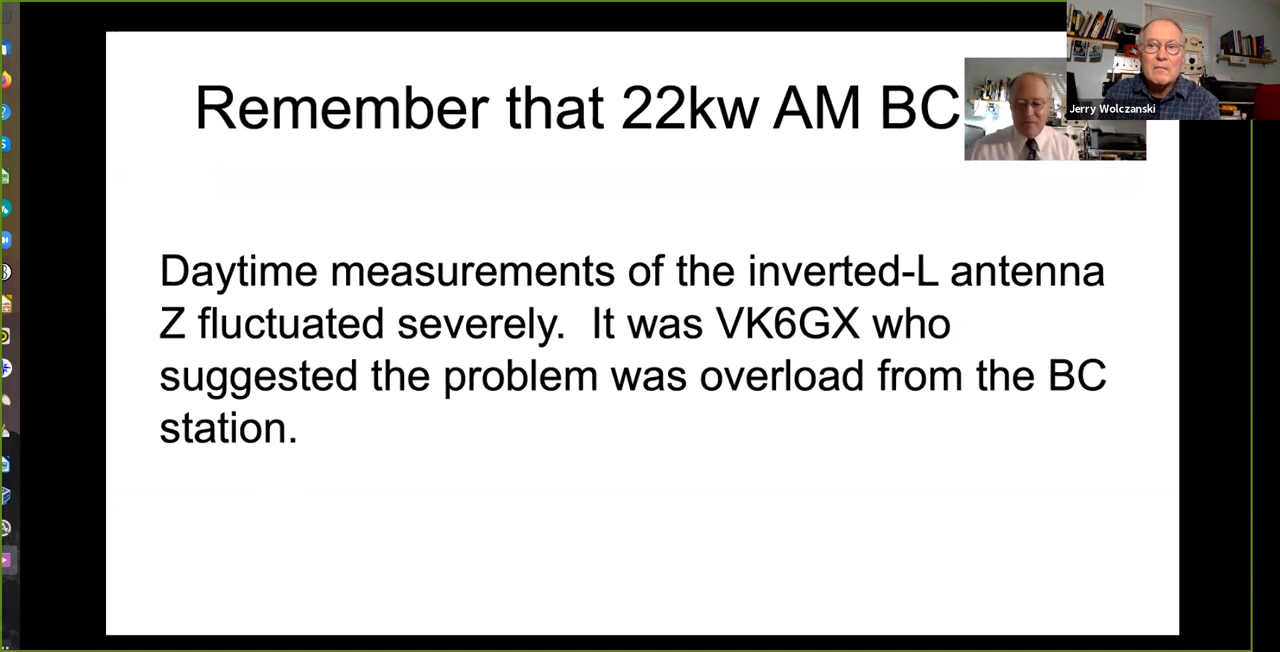 Remember that 22kw AM BC
Jerry Wolczanski
Daytime measurements of the inverted-L antenna
Z fluctuated severely.  It was VK6GX who
suggested the problem was overload from the BC
station.